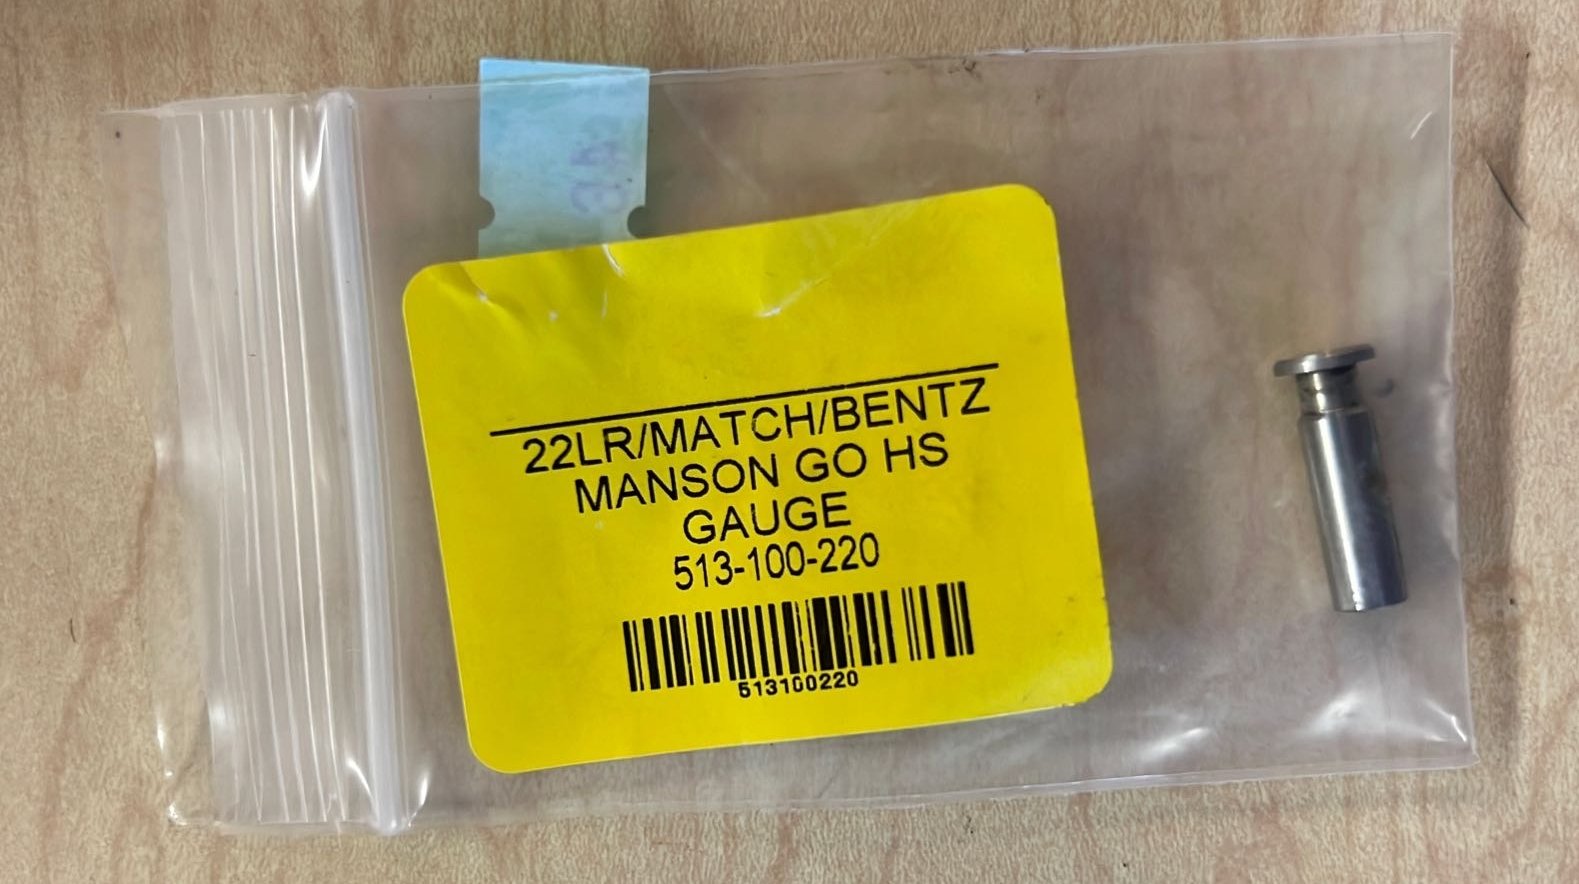 22LR/MATCH/BENTZ
MANSON GO HS
GAUGE
513-100-220
513100220